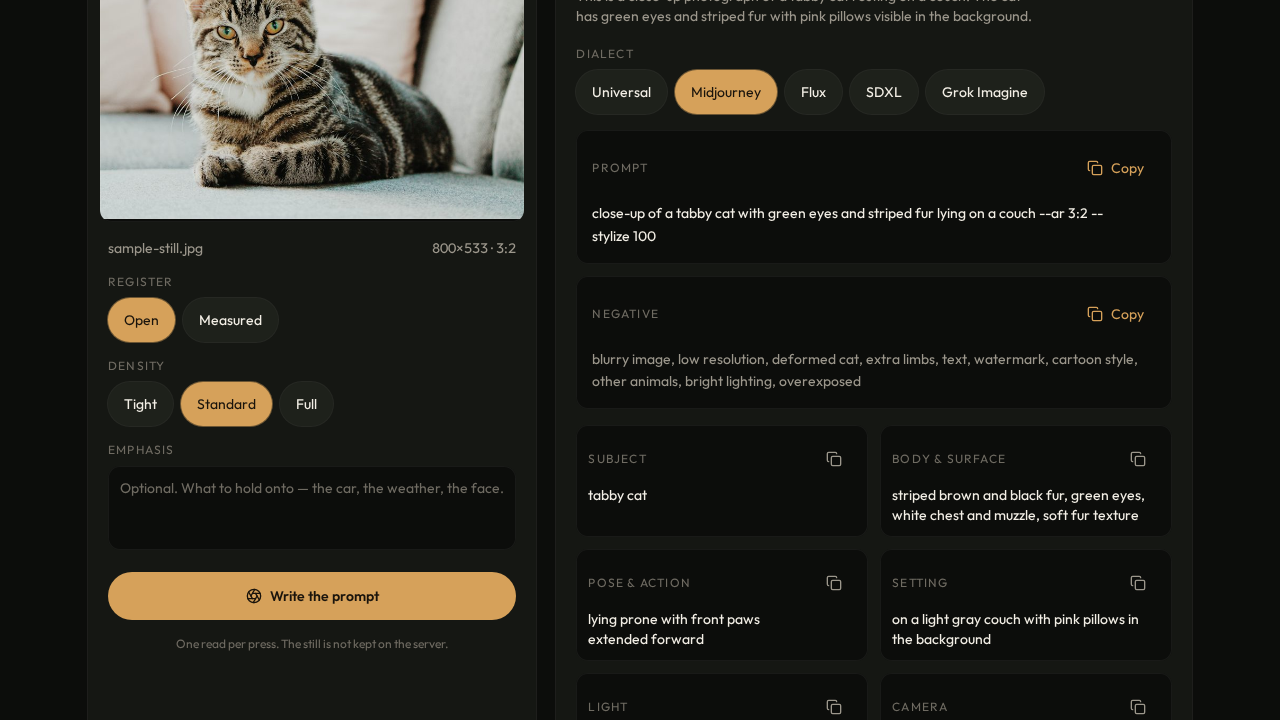 has green eyes and striped fur with pink pillows visible in the background.
DIALECT
Universal
Midjourney
Flux
SDXL
Grok Imagine
PROMPT
Copy
close-up of a tabby cat with green eyes and striped fur lying on a couch --ar 3:2 --
stylize 100
sample-still.jpg
800×533 · 3:2
REGISTER
Open
Measured
DENSITY
Tight
Standard
Full
EMPHASIS
Optional. What to hold onto — the car, the weather, the face.
Write the prompt
One read per press. The still is not kept on the server.
NEGATIVE
Copy
blurry image, low resolution, deformed cat, extra limbs, text, watermark, cartoon style,
other animals, bright lighting, overexposed
SUBJECT
tabby cat
BODY & SURFACE
striped brown and black fur, green eyes,
white chest and muzzle, soft fur texture
POSE & ACTION
lying prone with front paws
extended forward
SETTING
on a light gray couch with pink pillows in
the background
LIGHT
CAMERA